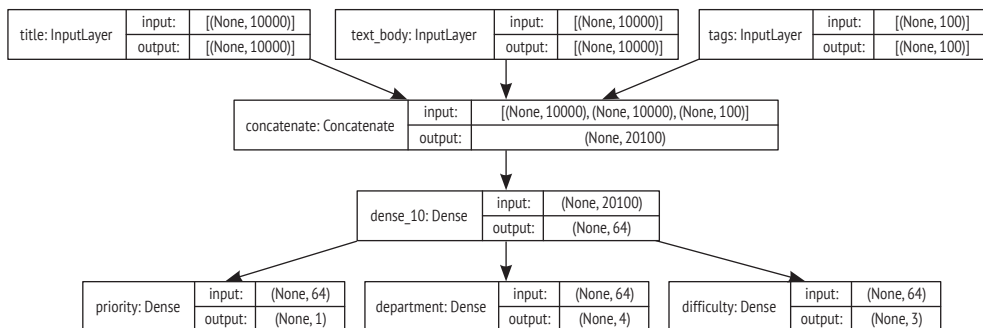 title: InputLayer
input: [(None, 10000)]
output: [(None, 10000)]
text_body: InputLayer
input: [(None, 10000)]
output: [(None, 10000)]
tags: InputLayer
input: [(None, 100)]
output: [(None, 100)]
concatenate: Concatenate
input: [(None, 10000), (None, 10000), (None, 100)]
output: (None, 20100)
dense_10: Dense
input: (None, 20100)
output: (None, 64)
priority: Dense
input: (None, 64)
output: (None, 1)
department: Dense
input: (None, 64)
output: (None, 4)
difficulty: Dense
input: (None, 64)
output: (None, 3)